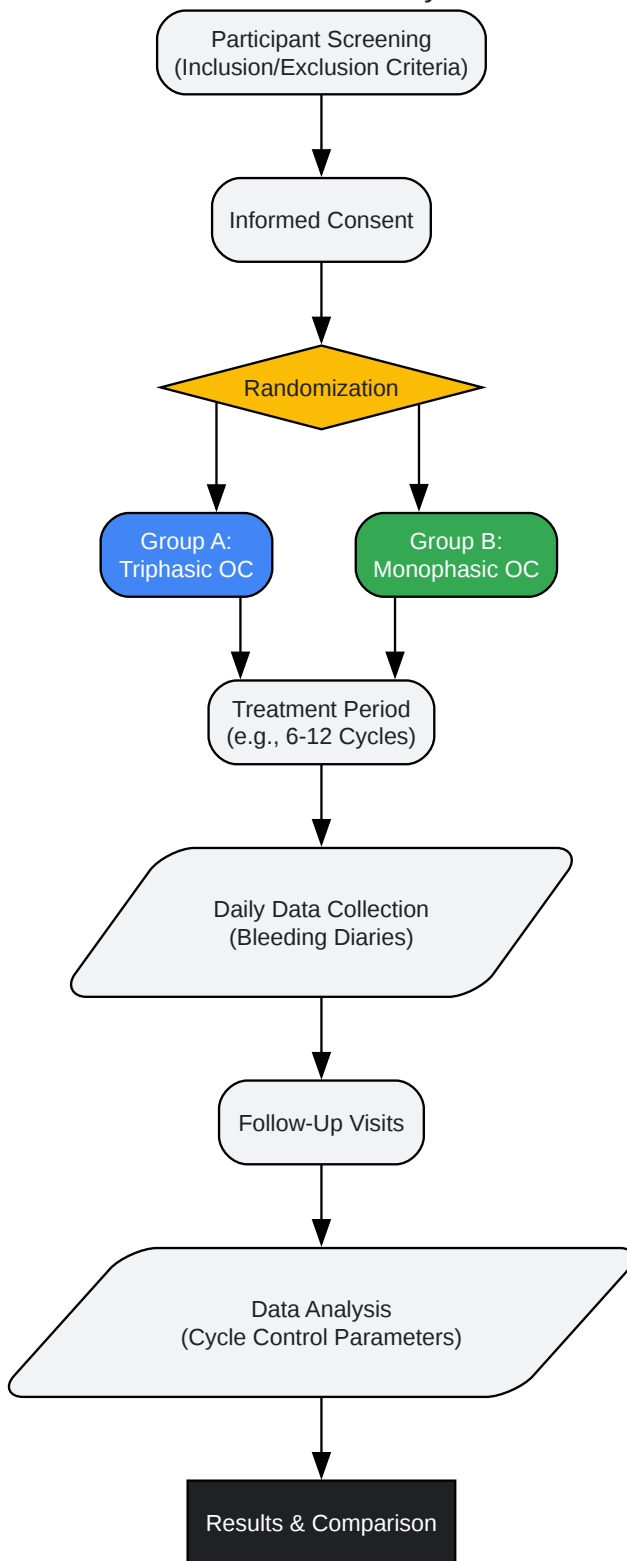 Participant Screening
(Inclusion/Exclusion Criteria)
Informed Consent
Randomization
Group A:
Triphasic OC
Group B:
Monophasic OC
Treatment Period
(e.g., 6-12 Cycles)
Daily Data Collection
(Bleeding Diaries)
Follow-Up Visits
Data Analysis
(Cycle Control Parameters)
Results & Comparison